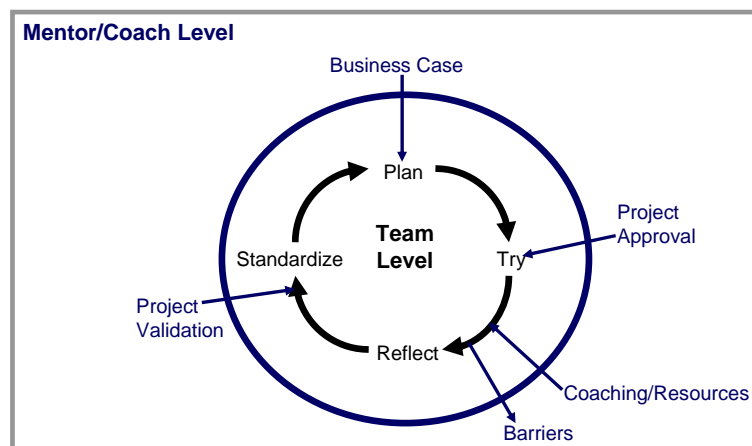 Mentor/Coach Level
Business Case
Plan
Project
Approval
Team
Level
Standardize
Try
Project
Validation
Reflect
Coaching/Resources
Barriers